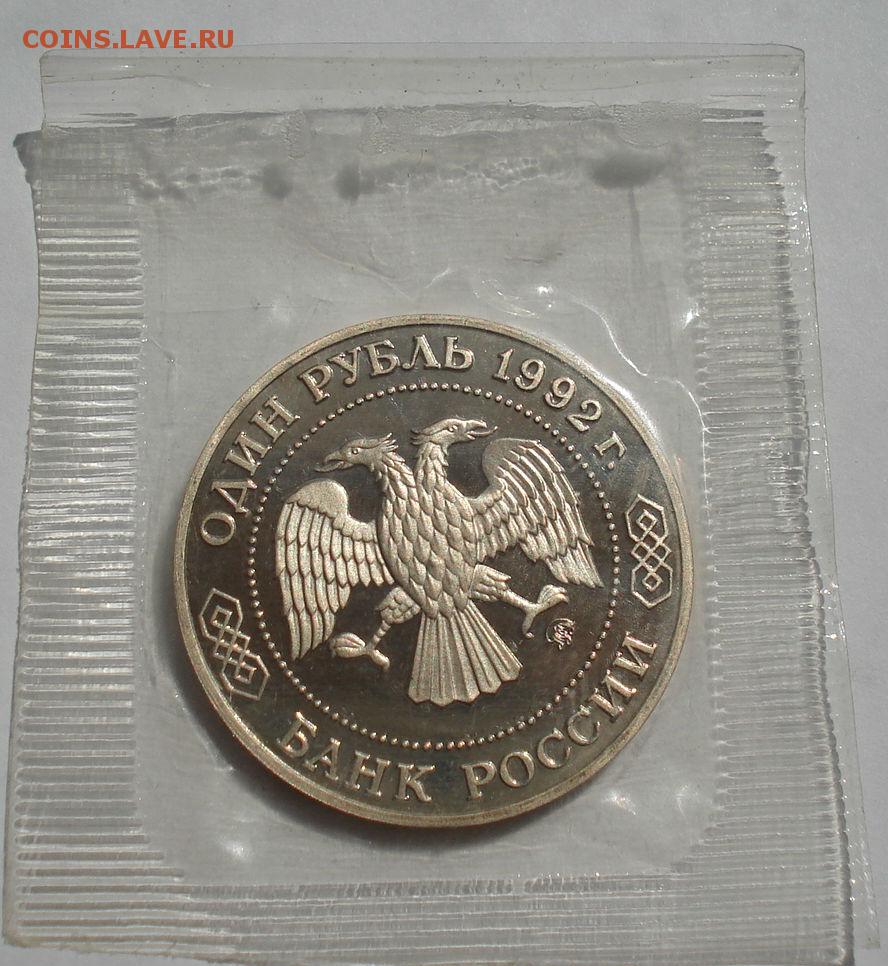 COINS.LAVE.RU
ОДИН РУБЛЬ 1992 г.
БАНК РОССИИ